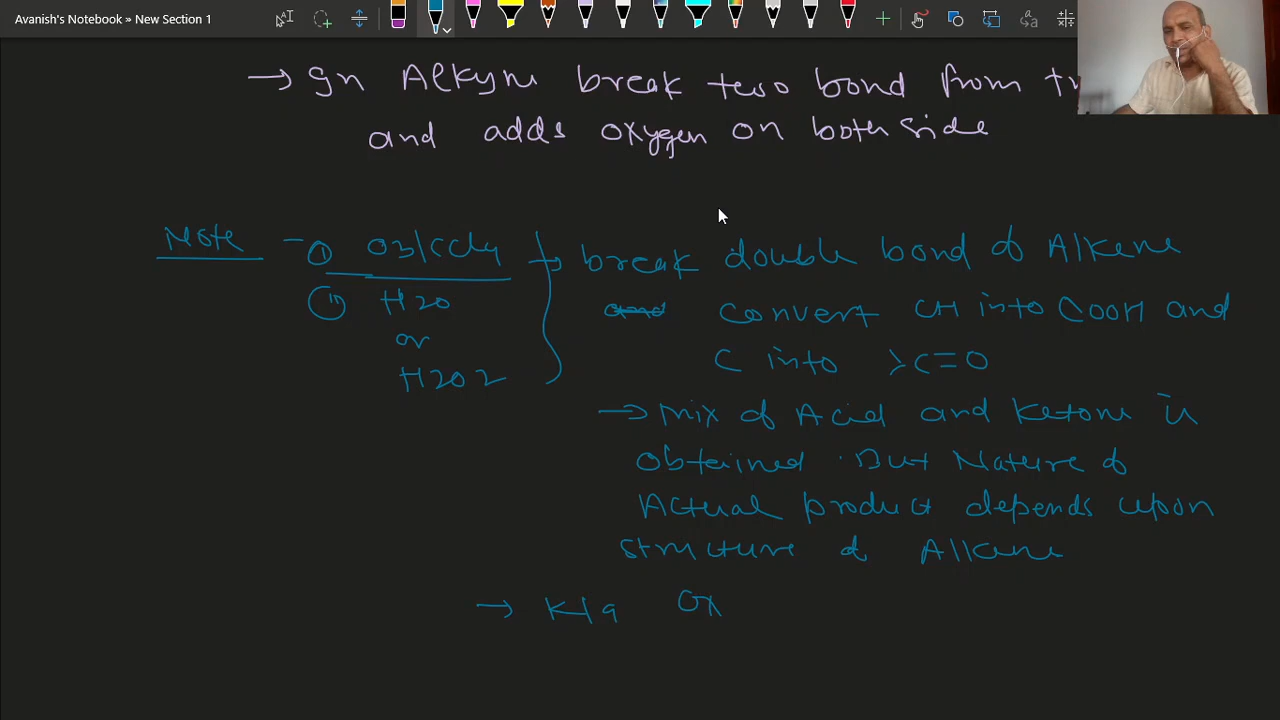 Avanish's Notebook » New Section 1
→ In Alkyne break two bond from
and adds oxygen on both side
Note - ① O3/CCl4 → break double bond of Alkene
⑪ H2O convert CH into COOH and
or C into >C=O
H2O2
→ mix of Acid and Ketone is
obtained. But Nature of
Actual product depends upon
structure of Alkene
→ K/a Ox